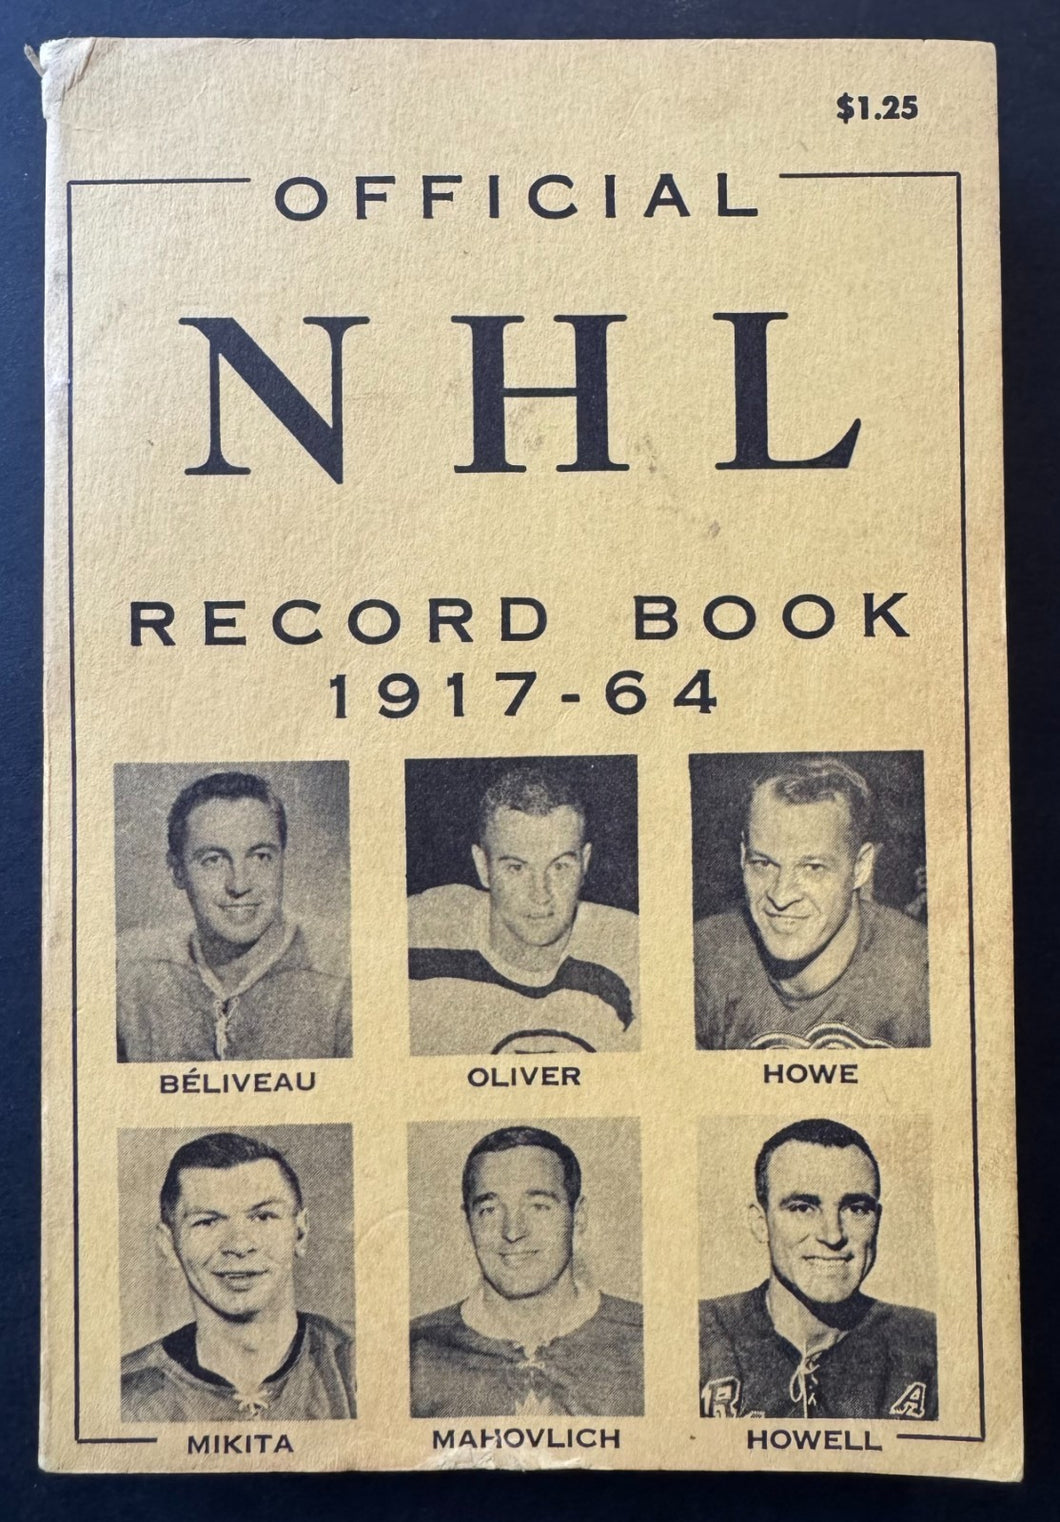 $1.25
OFFICIAL
NHL
RECORD BOOK
1917-64
BÉLIVEAU OLIVER HOWE
R A
MIKITA MAHOVLICH HOWELL